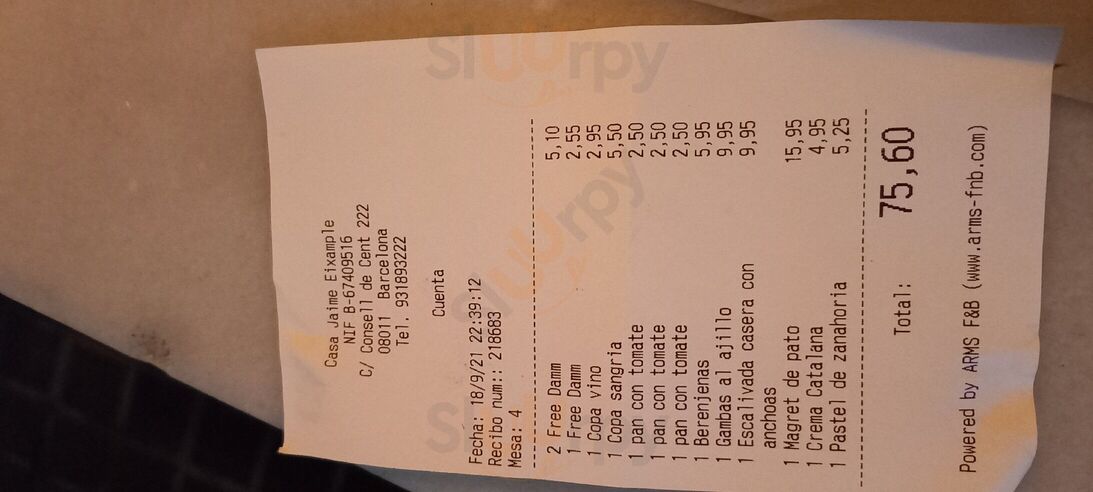 Casa Jaime Eixample
NIF B-67409516
C/ Consell de Cent 222
08011 Barcelona
Tel. 931893222
Cuenta
Fecha: 18/9/21 22:39:12
Recibo num:: 218683
Mesa: 4
2 Free Damm 5,10
1 Free Damm 2,55
1 Copa vino 2,95
1 Copa sangria 5,50
1 pan con tomate 2,50
1 pan con tomate 2,50
1 pan con tomate 2,50
1 Berenjenas 5,95
1 Gambas al ajillo 9,95
1 Escalivada casera con 9,95
anchoas
1 Magret de pato 15,95
1 Crema Catalana 4,95
1 Pastel de zanahoria 5,25
Total: 75,60
Powered by ARMS F&B (www.arms-fnb.com)
Sluurpy
Sluurpy
Sluurpy